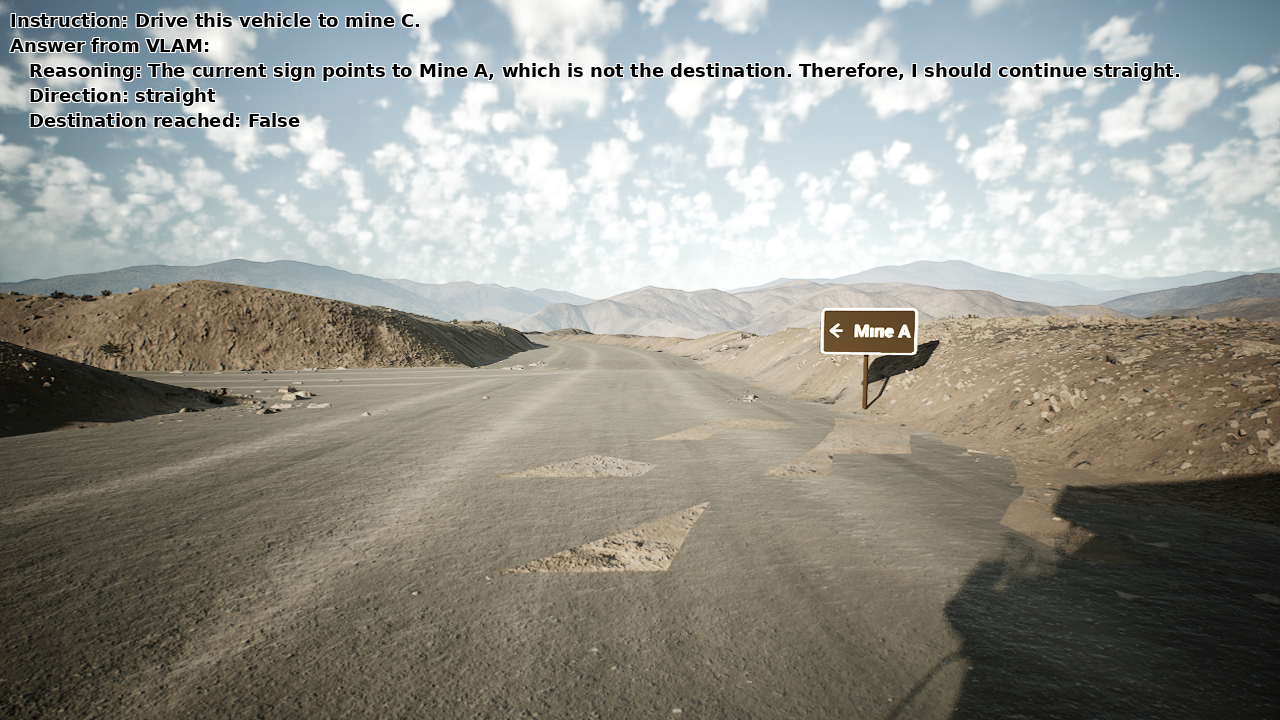 Instruction: Drive this vehicle to mine C.
Answer from VLAM:
Reasoning: The current sign points to Mine A, which is not the destination. Therefore, I should continue straight.
Direction: straight
Destination reached: False
← Mine A